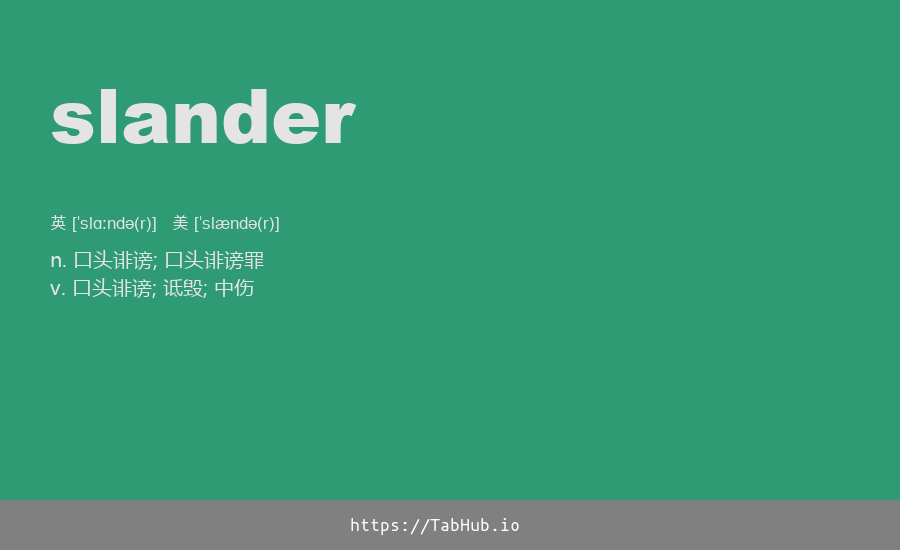 slander
英 [ˈslɑːndə(r)] 美 [ˈslændə(r)]
n. 口头诽谤; 口头诽谤罪
v. 口头诽谤; 诋毁; 中伤
https://TabHub.io